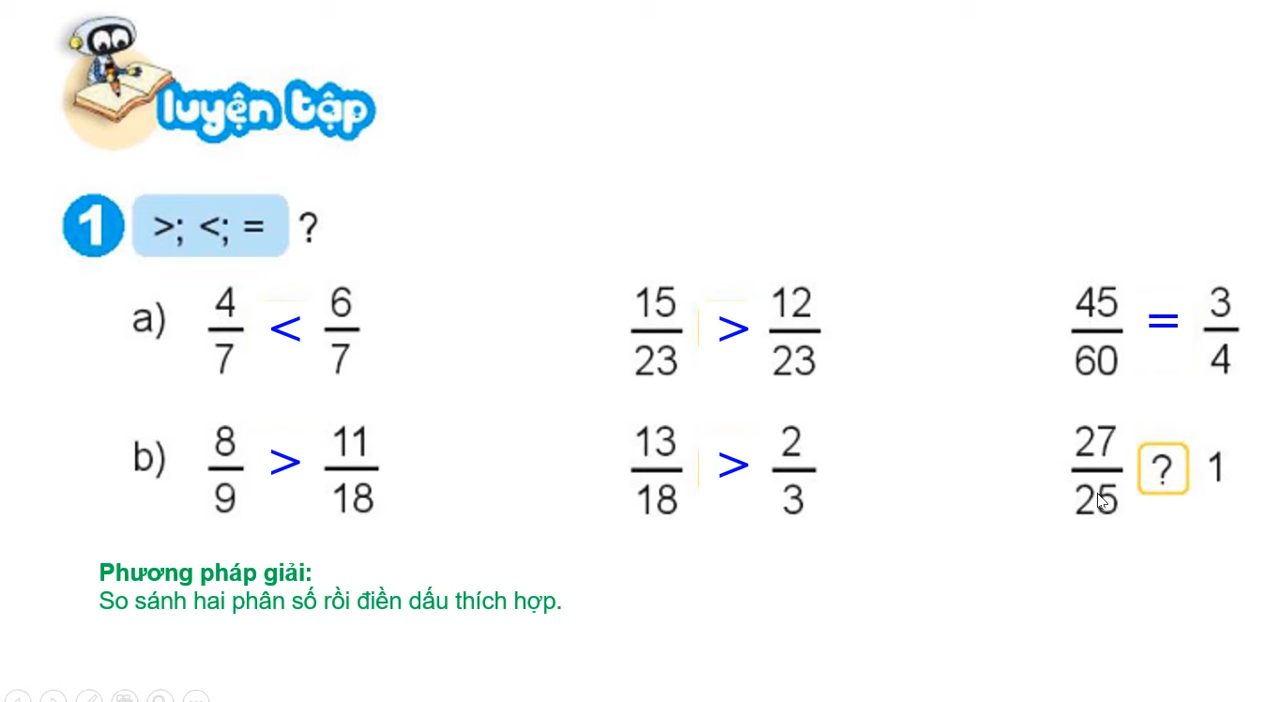 luyện tập
1 >; <; = ?
a) 4/7 < 6/7 15/23 > 12/23 45/60 = 3/4
b) 8/9 > 11/18 13/18 > 2/3 27/25 ? 1
Phương pháp giải:
So sánh hai phân số rồi điền dấu thích hợp.